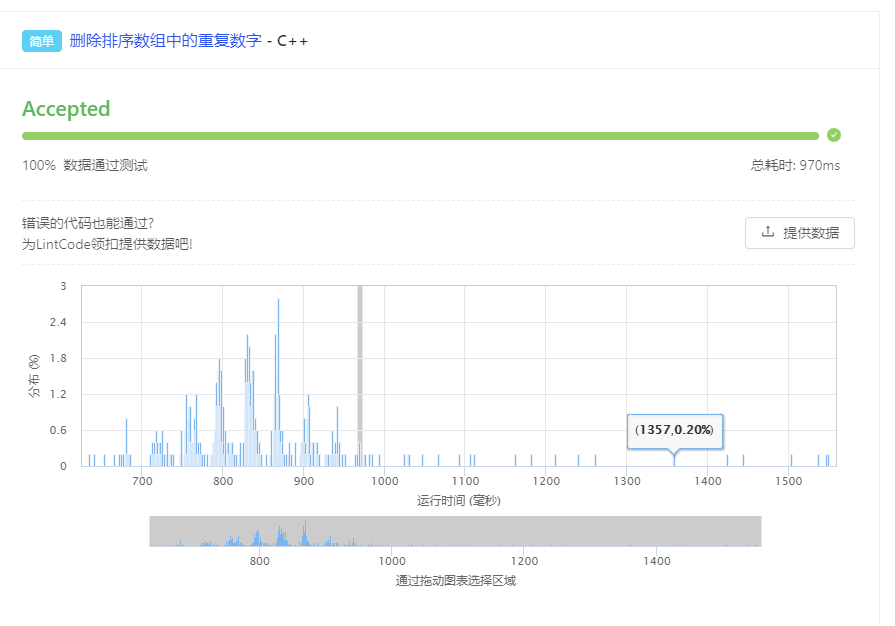 简单 删除排序数组中的重复数字 - C++
Accepted
100% 数据通过测试 总耗时: 970ms
错误的代码也能通过?
为LintCode领扣提供数据吧!
提供数据
3
2.4
1.8
1.2
0.6
0
分布 (%)
(1357,0.20%)
700 800 900 1000 1100 1200 1300 1400 1500
运行时间 (毫秒)
800 1000 1200 1400
通过拖动图表选择区域